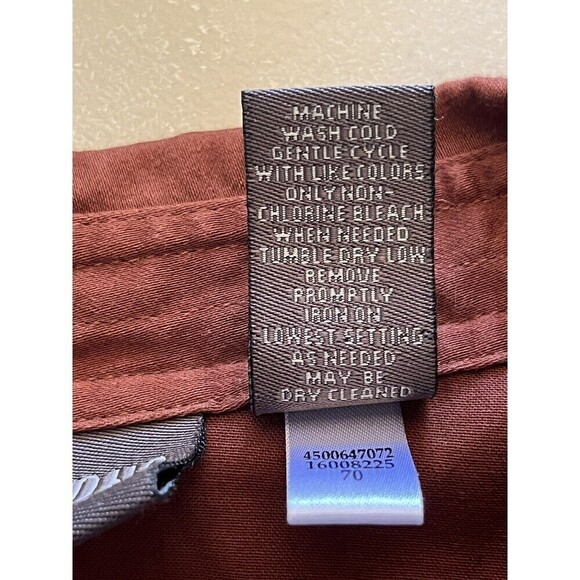 MACHINE
WASH COLD
GENTLE CYCLE
WITH LIKE COLORS
ONLY NON-
CHLORINE BLEACH
WHEN NEEDED
TUMBLE DRY LOW
REMOVE
PROMPTLY
IRON ON
LOWEST SETTING
AS NEEDED
MAY BE
DRY CLEANED
4500647072
16008225
70